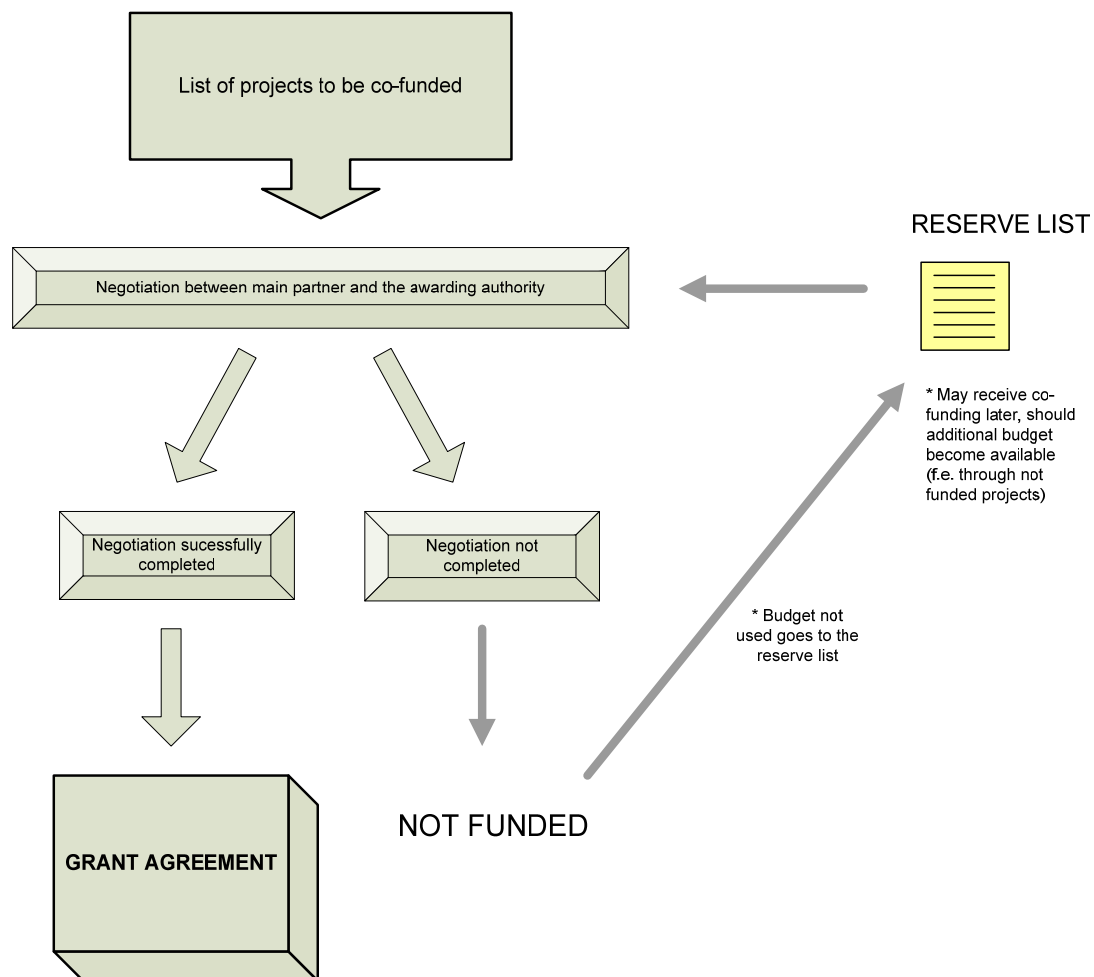 List of projects to be co-funded
RESERVE LIST
Negotiation between main partner and the awarding authority
* May receive co-
funding later, should
additional budget
become available
(f.e. through not
funded projects)
Negotiation sucessfully
completed
Negotiation not
completed
* Budget not
used goes to the
reserve list
NOT FUNDED
GRANT AGREEMENT